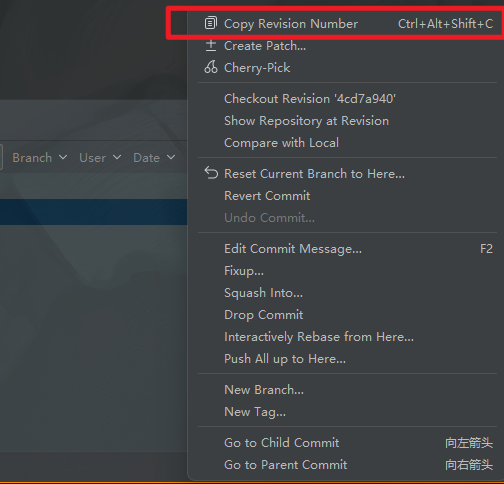 Copy Revision Number Ctrl+Alt+Shift+C
Create Patch...
Cherry-Pick
Checkout Revision '4cd7a940'
Show Repository at Revision
Compare with Local
Branch User Date
Reset Current Branch to Here...
Revert Commit
Undo Commit...
Edit Commit Message... F2
Fixup...
Squash Into...
Drop Commit
Interactively Rebase from Here...
Push All up to Here...
New Branch...
New Tag...
Go to Child Commit 向左箭头
Go to Parent Commit 向右箭头